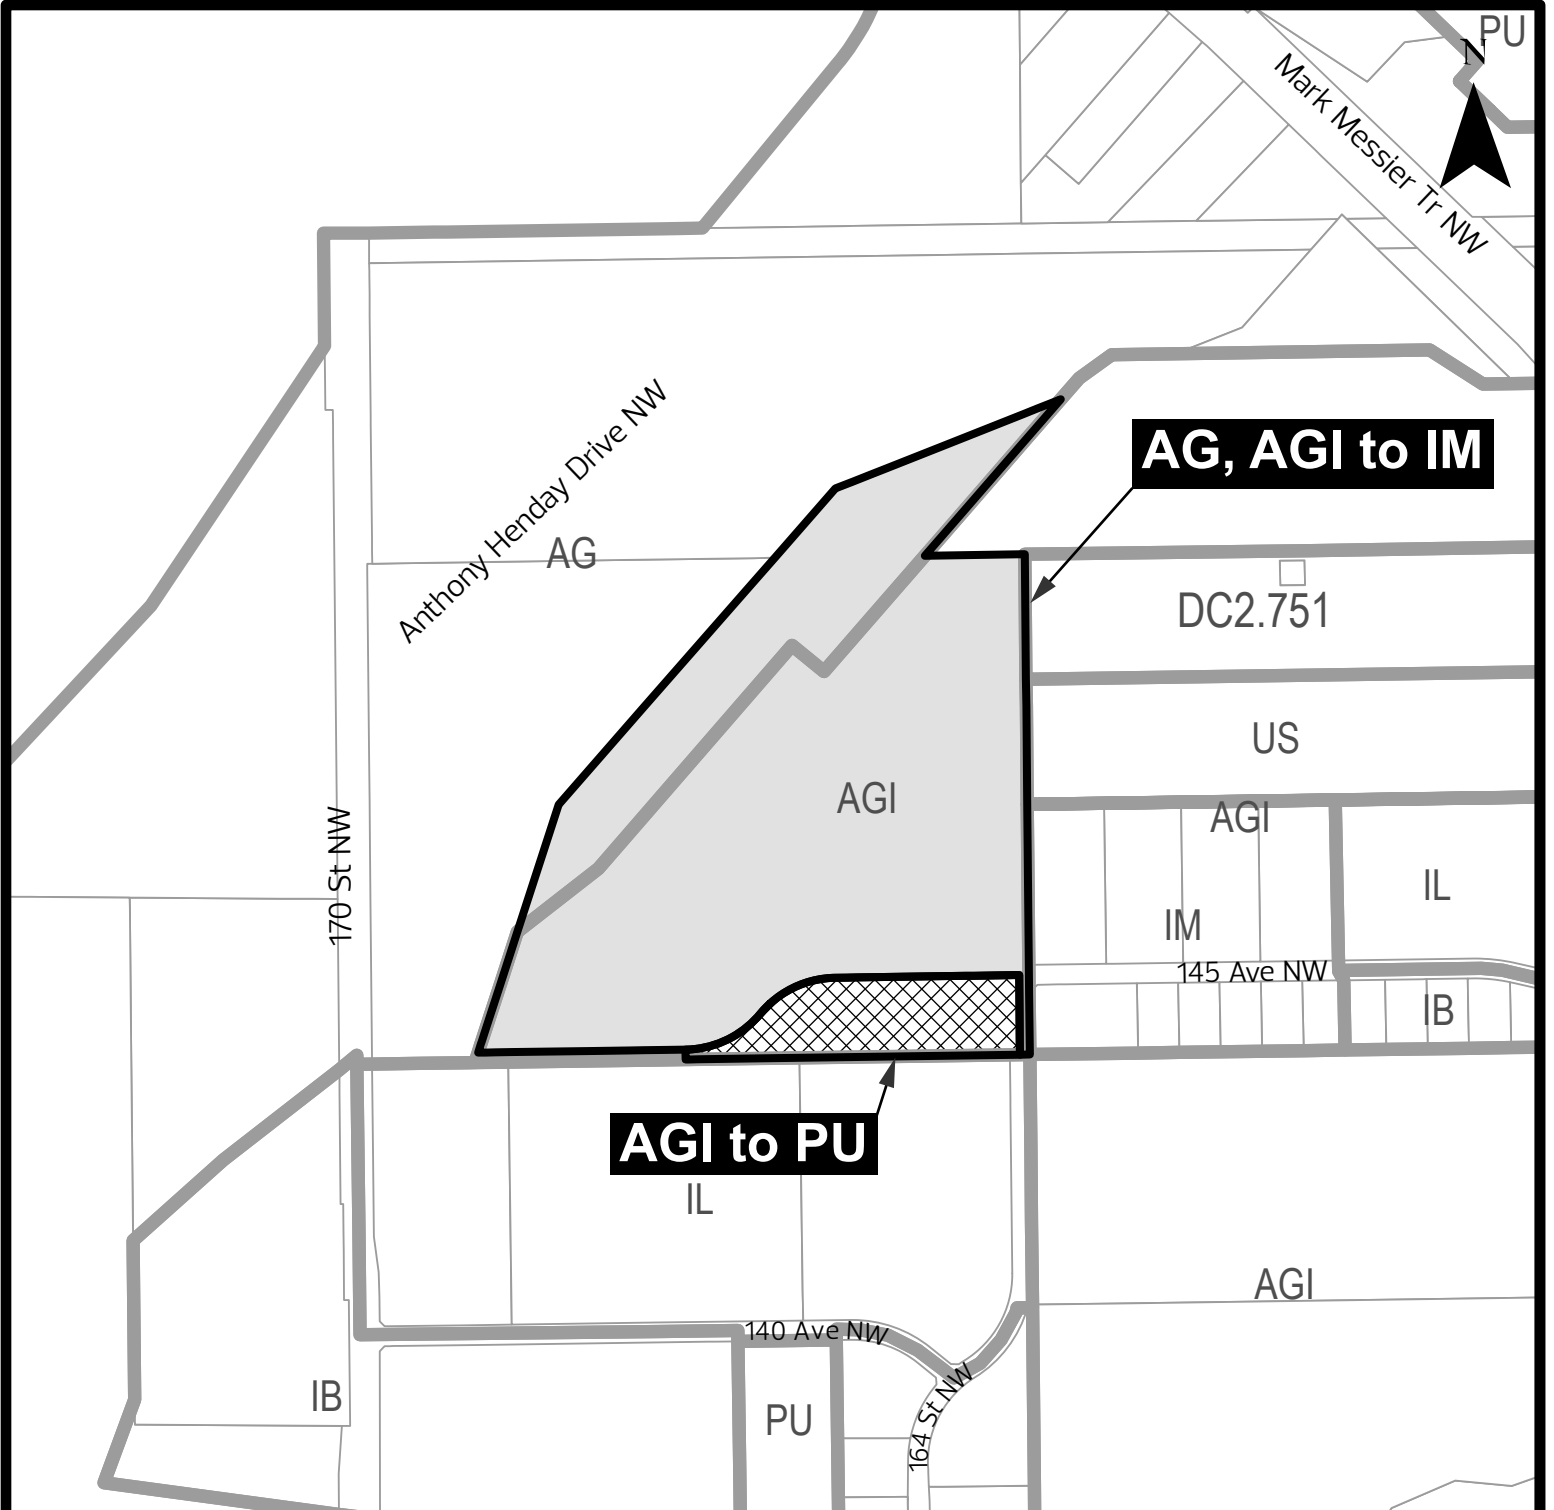 PU
N
Mark Messier Tr NW
Anthony Henday Drive NW
AG, AGI to IM
AG
DC2.751
US
AGI
AGI
170 St NW
IL
IM
145 Ave NW
IB
AGI to PU
IL
AGI
140 Ave NW
164 St NW
IB
PU